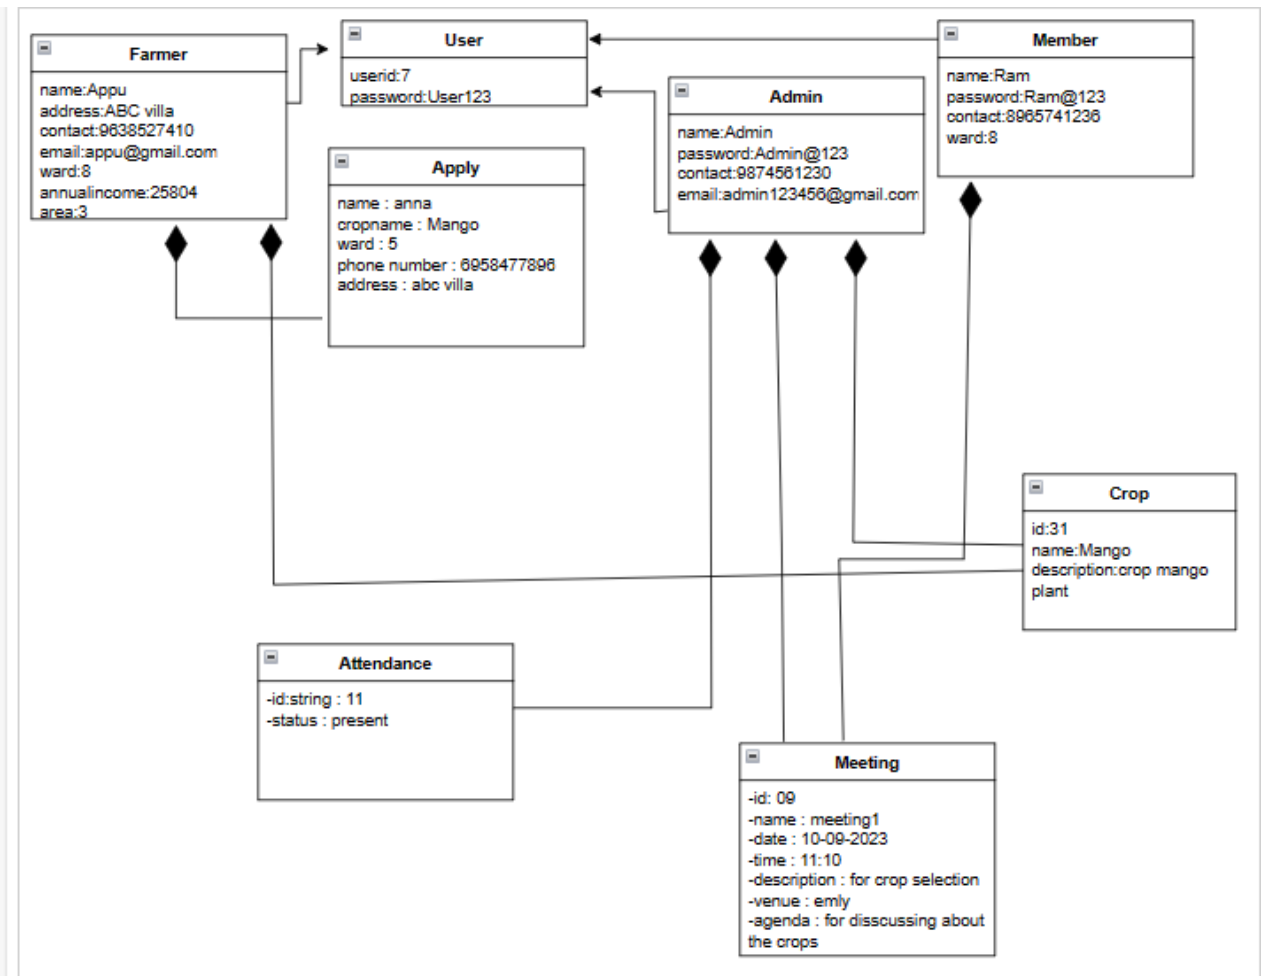 Farmer
name:Appu
address:ABC villa
contact:9638527410
email:appu@gmail.com
ward:8
annualincome:25804
area:3
User
userid:7
password:User123
Member
name:Ram
password:Ram@123
contact:8965741236
ward:8
Admin
name:Admin
password:Admin@123
contact:9874561230
email:admin123456@gmail.com
Apply
name : anna
cropname : Mango
ward : 5
phone number : 6958477896
address : abc villa
Crop
id:31
name:Mango
description:crop mango
plant
Attendance
-id:string : 11
-status : present
Meeting
-id: 09
-name : meeting1
-date : 10-09-2023
-time : 11:10
-description : for crop selection
-venue : emly
-agenda : for disscussing about
the crops